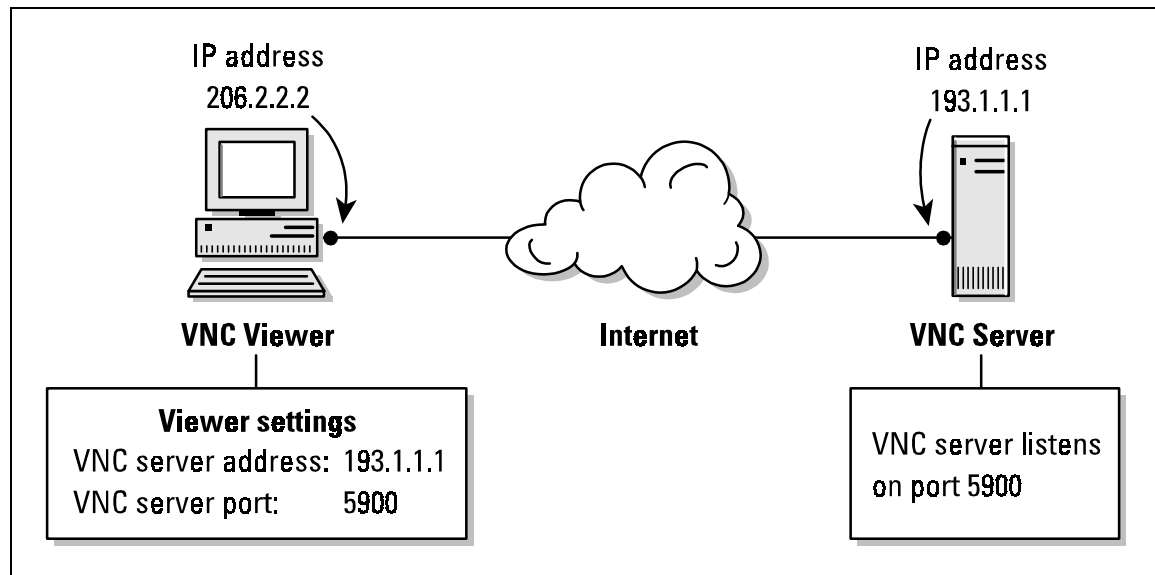 IP address
206.2.2.2
IP address
193.1.1.1
VNC Viewer
Internet
VNC Server
Viewer settings
VNC server address: 193.1.1.1
VNC server port: 5900
VNC server listens
on port 5900